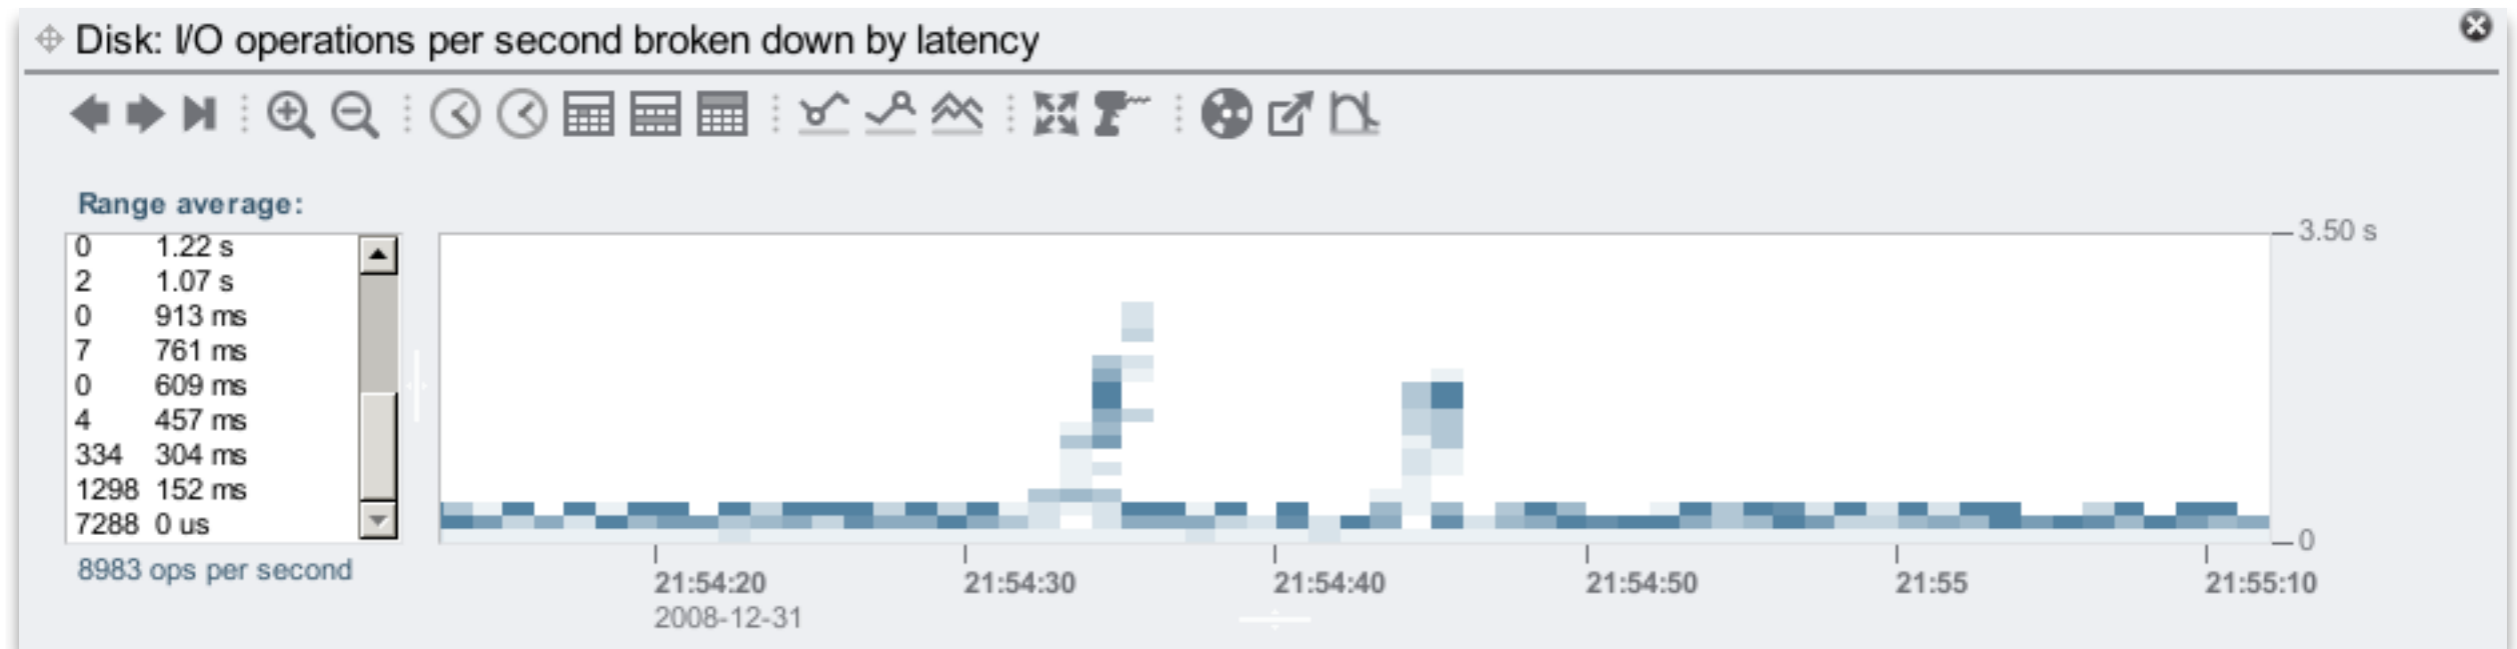 Disk: I/O operations per second broken down by latency
Range average:
0 1.22 s
2 1.07 s
0 913 ms
7 761 ms
0 609 ms
4 457 ms
334 304 ms
1298 152 ms
7288 0 us
8983 ops per second
3.50 s
0
21:54:20 21:54:30 21:54:40 21:54:50 21:55 21:55:10
2008-12-31